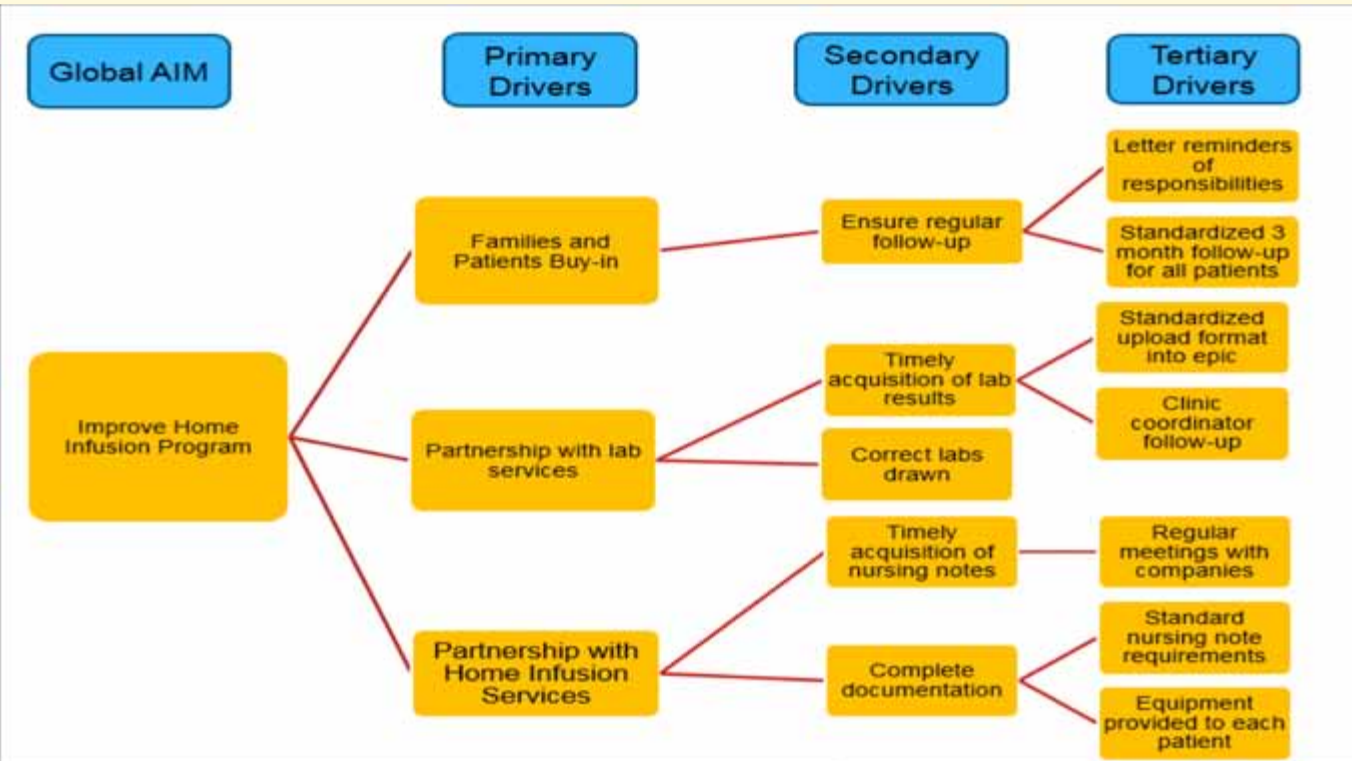 Global AIM
Primary
Drivers
Secondary
Drivers
Tertiary
Drivers
Improve Home
Infusion Program
Families and
Patients Buy-in
Partnership with lab
services
Partnership with
Home Infusion
Services
Ensure regular
follow-up
Timely
acquisition of lab
results
Correct labs
drawn
Timely
acquisition of
nursing notes
Complete
documentation
Letter reminders
of
responsibilities
Standardized 3
month follow-up
for all patients
Standardized
upload format
into epic
Clinic
coordinator
follow-up
Regular
meetings with
companies
Standard
nursing note
requirements
Equipment
provided to each
patient